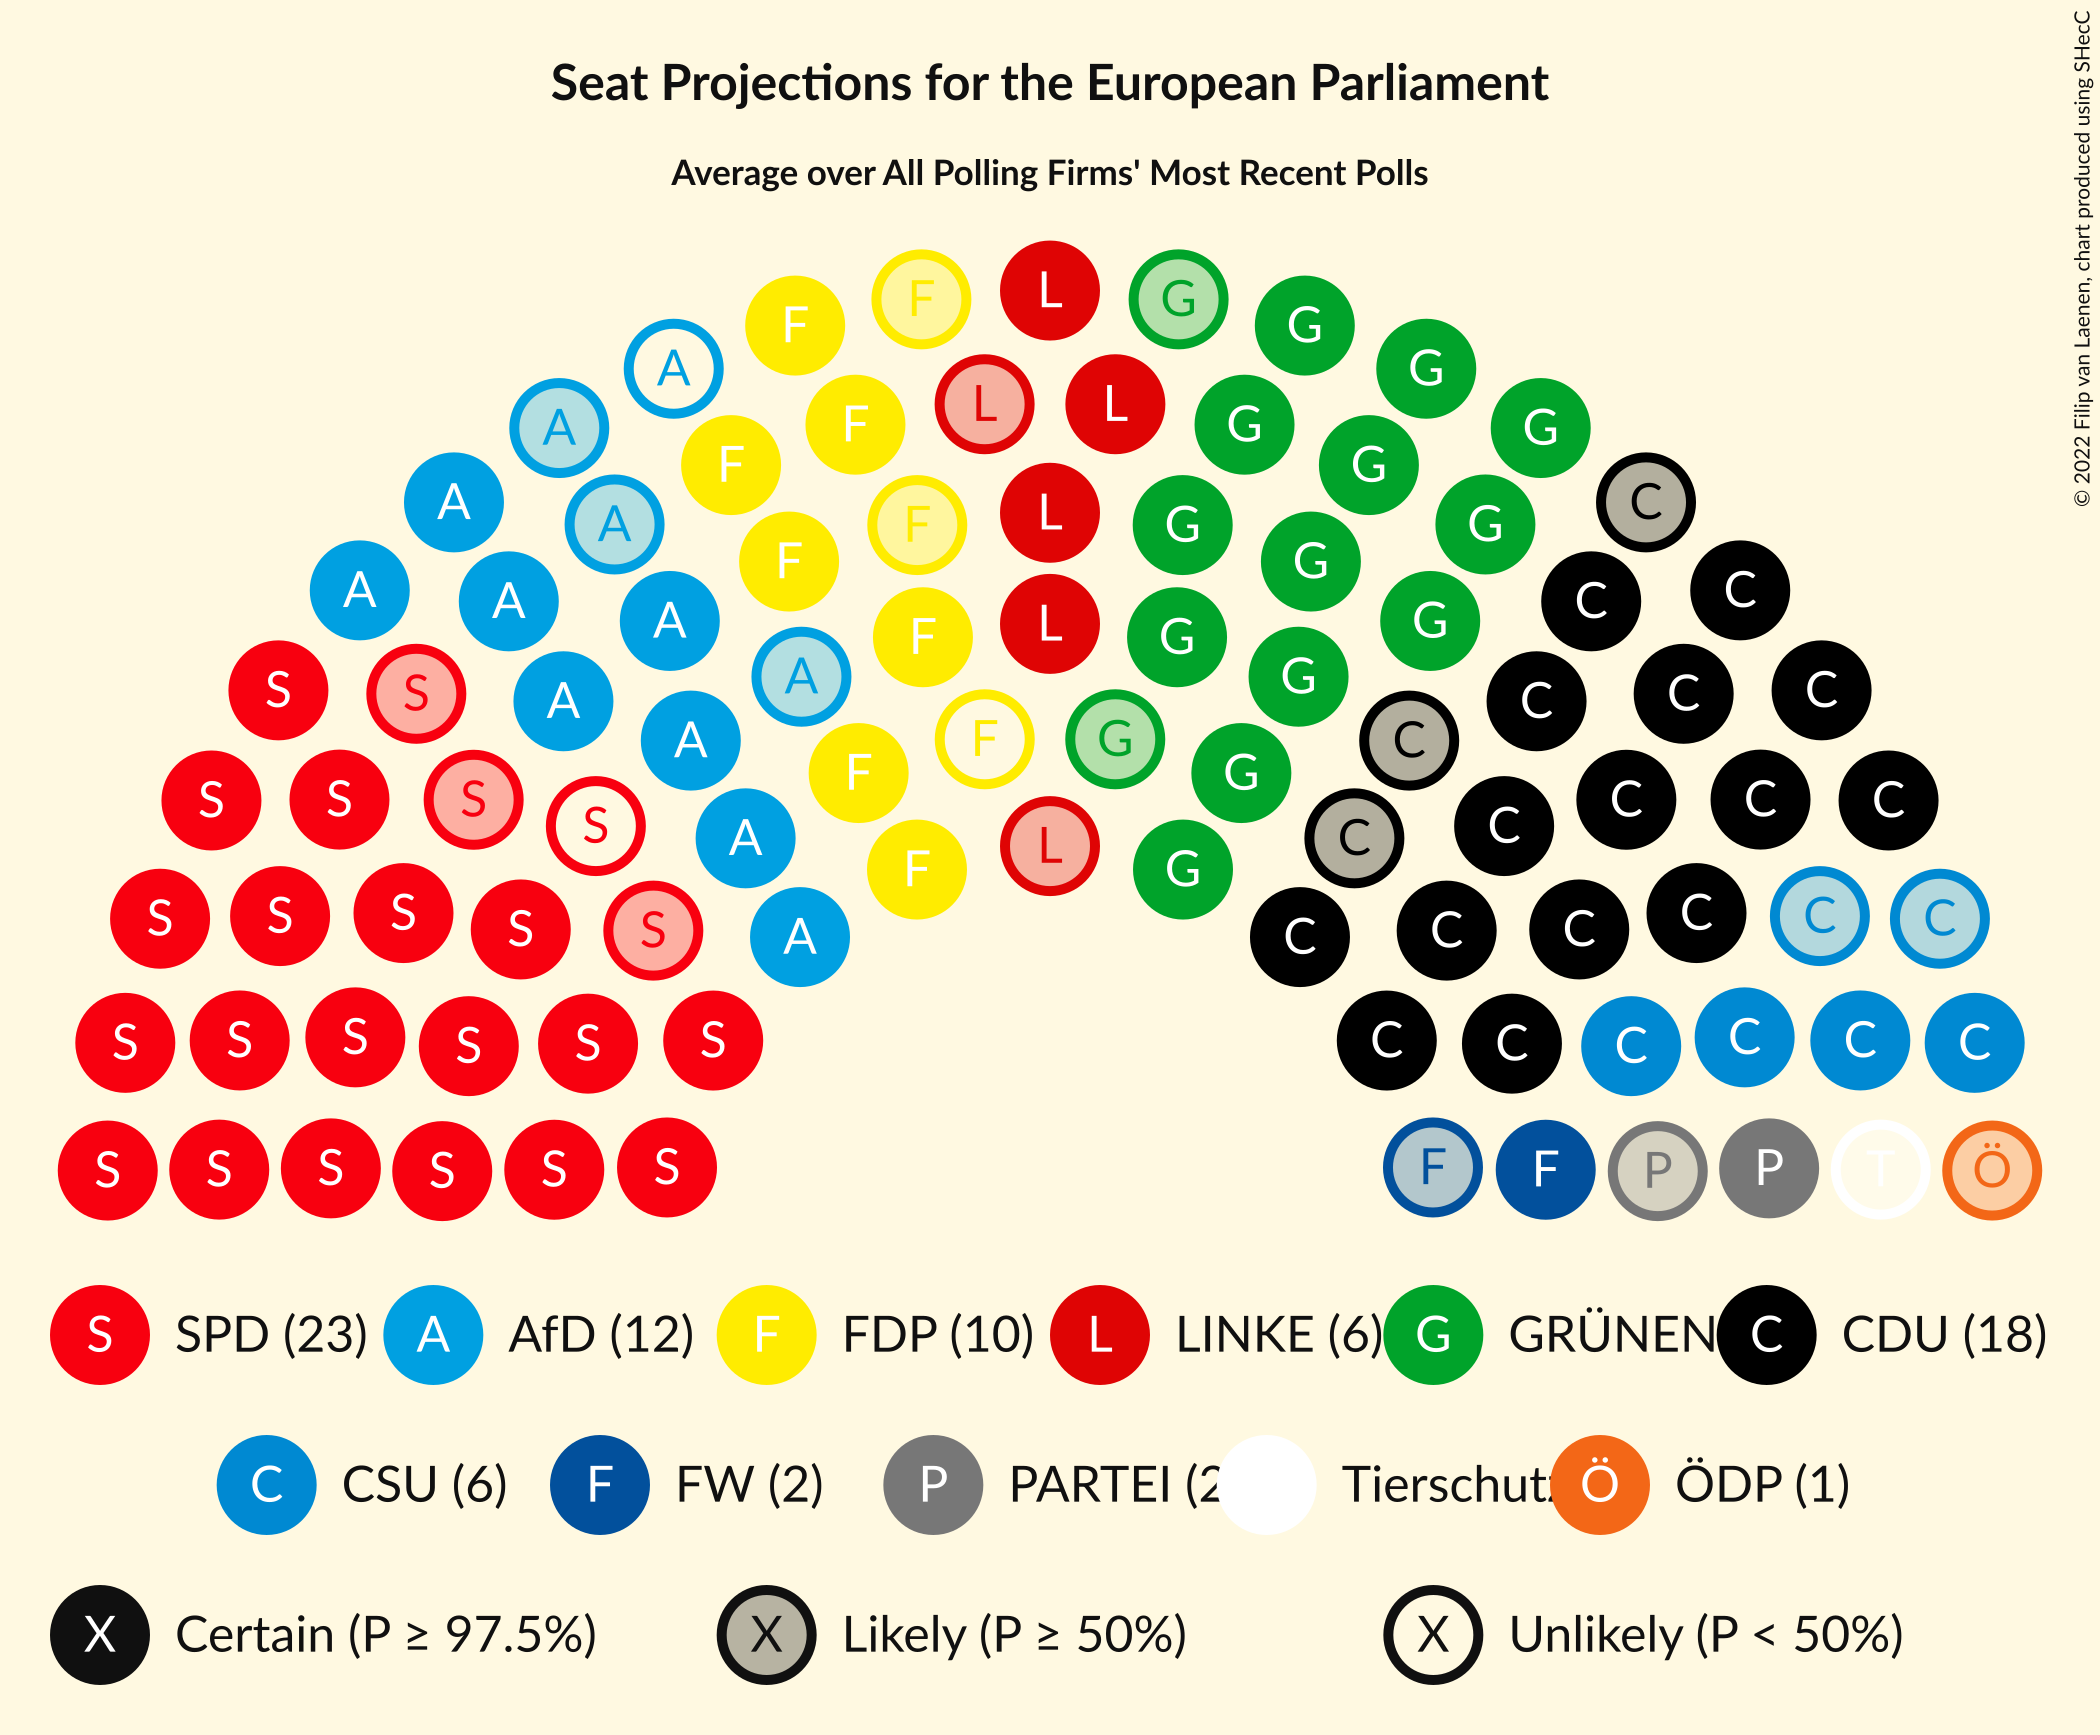 Seat Projections for the European Parliament
Average over All Polling Firms' Most Recent Polls
© 2022 Filip van Laenen, chart produced using SHecC
L
F G
F G
A G
L L
A F G G
F G
A A L C
A F G G
F G
A A F L G C C
A G
S S A A G C C C
A F G C
S S S F G C C C
S A C C
A L C
S S S S S F G C C C C C C
A C
S S S S S S C C C C C C
S S S S S S F F P P T Ö
S SPD (23) A AfD (12) F FDP (10) L LINKE (6) G GRÜNEN C CDU (18)
C CSU (6) F FW (2) P PARTEI (2 Tierschutz Ö ÖDP (1)
X Certain (P ≥ 97.5%) X Likely (P ≥ 50%) X Unlikely (P < 50%)